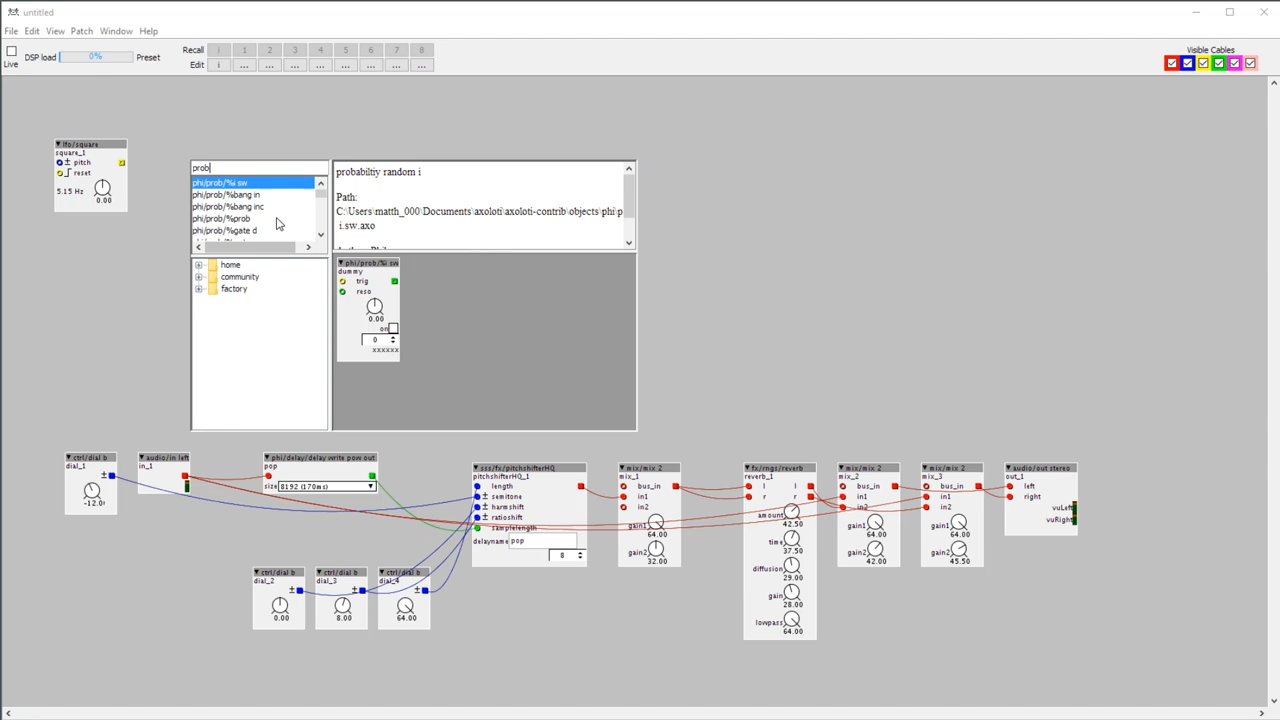 untitled
File Edit View Patch Window Help
Live
DSP load
0%
Preset
Recall
i 1 2 3 4 5 6 7 8
Edit
i ... ... ... ... ... ... ... ...
Visible Cables
lfo/square
square_1
pitch
reset
5.15 Hz
0.00
prob
phi/prob/%i sw
phi/prob/%bang in
phi/prob/%bang inc
phi/prob/%prob
phi/prob/%gate d
home
community
factory
probabiltiy random i
Path:
C:\Users\matth_000\Documents\axoloti\axoloti-contrib\objects\phi\p
i.sw.axo
phi/prob/%i sw
dummy
trig
reso
0.00
on
0
xxxxxx
ctrl/dial b
dial_1
-12.00
audio/in left
in_1
phi/delay/delay write pow out
pop
size 8192 (170ms)
sss/fx/pitchshifterHQ
pitchshifterHQ_1
length
semitone
harmshift
ratioshift
samplelength
delayname pop
8
mix/mix 2
mix_1
bus_in
in1
in2
gain1
64.00
gain2
32.00
fx/rngs/reverb
reverb_1
l l
r r
amount
42.50
time
37.50
diffusion
29.00
gain
28.00
lowpass
64.00
mix/mix 2
mix_2
bus_in
in1
in2
gain1
64.00
gain2
42.00
mix/mix 2
mix_3
bus_in
in1
in2
gain1
64.00
gain2
45.50
audio/out stereo
out_1
left
right
vuLeft
vuRight
ctrl/dial b
dial_2
0.00
ctrl/dial b
dial_3
8.00
ctrl/dial b
dial_4
64.00